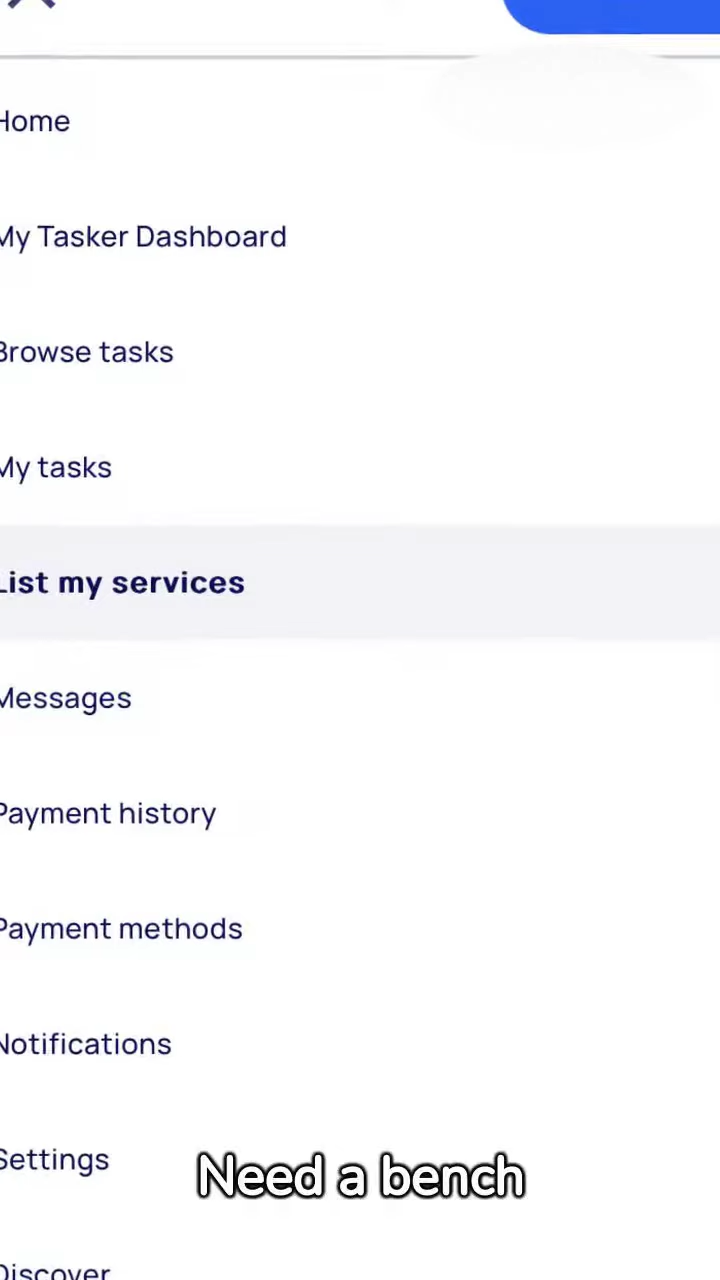 Home
My Tasker Dashboard
Browse tasks
My tasks
List my services
Messages
Payment history
Payment methods
Notifications
Settings
Need a bench
Discover